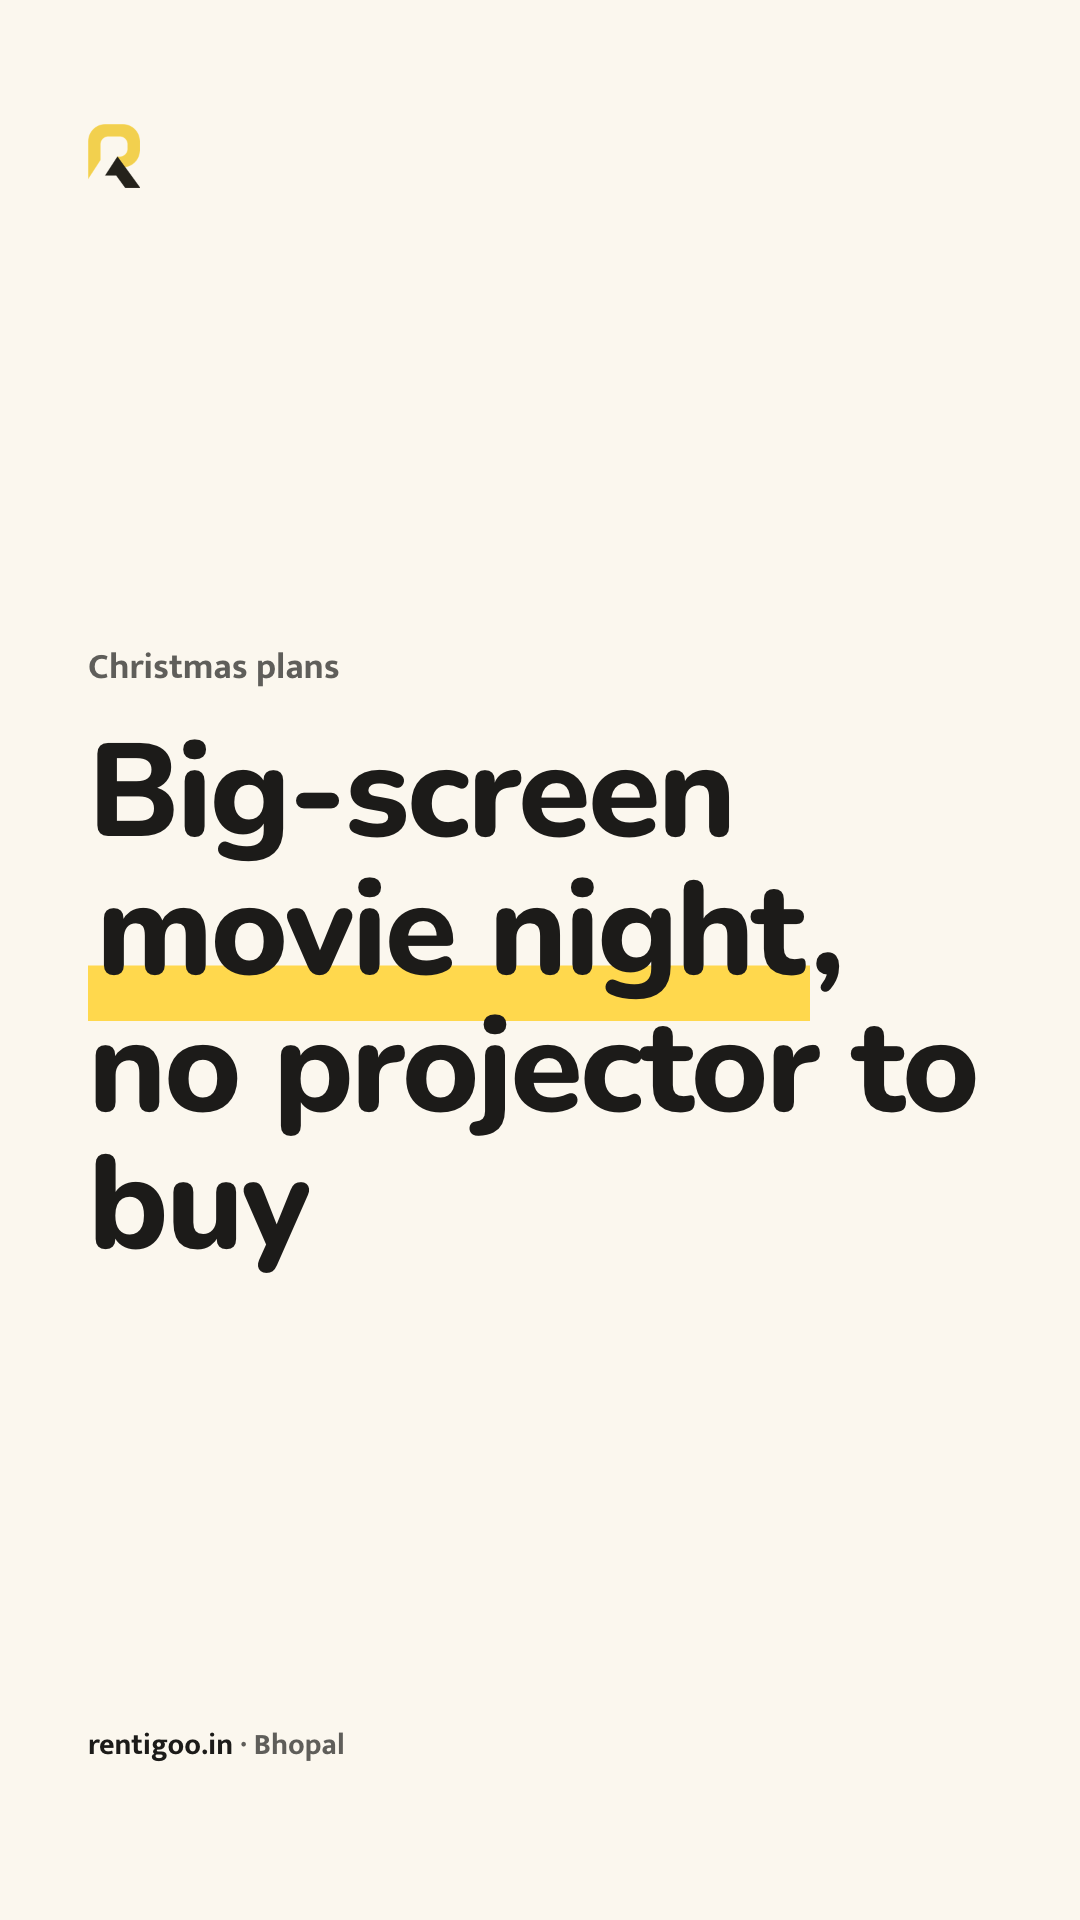 Christmas plans
Big-screen
movie night,
no projector to
buy
rentigoo.in · Bhopal